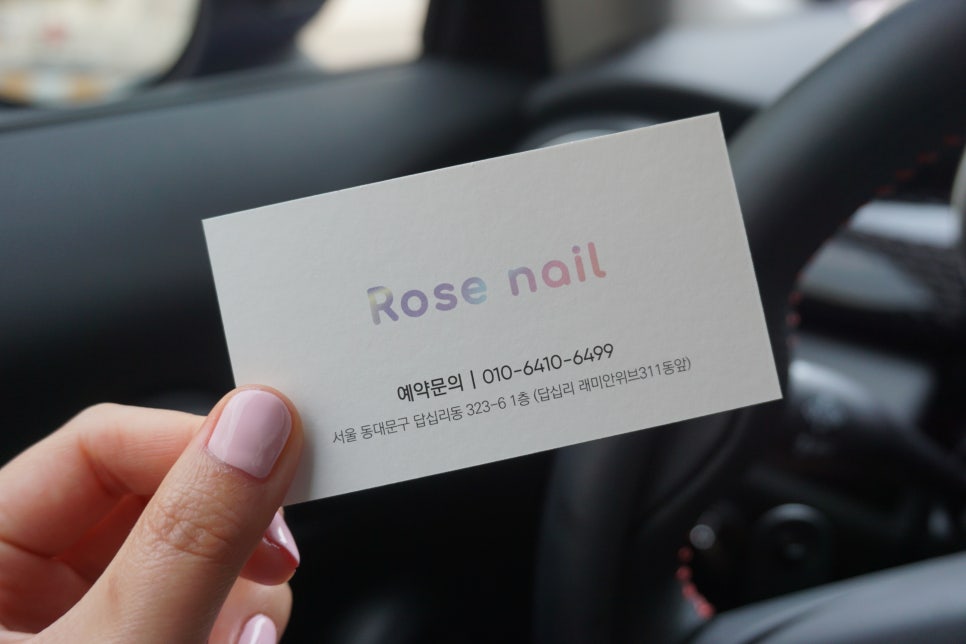 Rose nail
예약문의 | 010-6410-6499
서울 동대문구 답십리동 323-6 1층 (답십리 래미안위브311동앞)